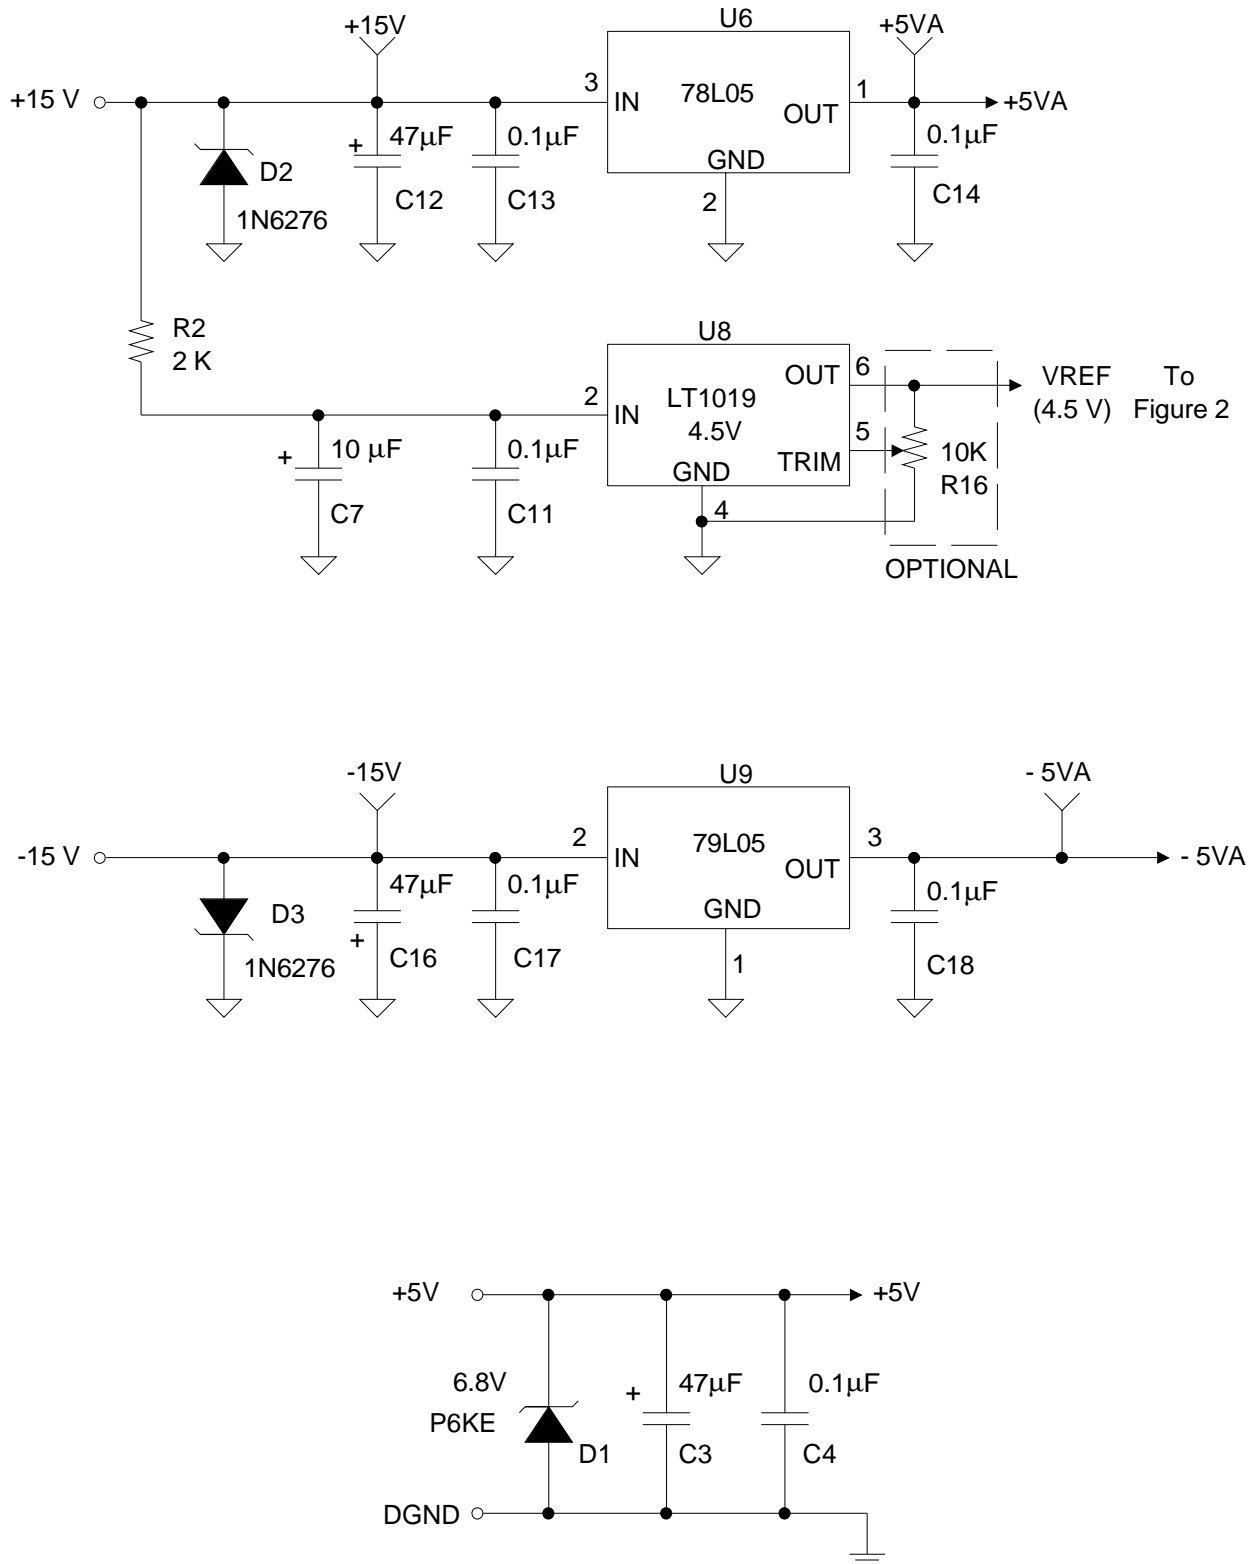 +15V
U6
+5VA
+15 V
3
IN
78L05
OUT
1
+5VA
47µF
0.1µF
0.1µF
+
D2
GND
C12
C13
2
C14
1N6276
R2
2 K
U8
OUT
6
VREF
To
(4.5 V)
Figure 2
2
IN
LT1019
4.5V
5
10 µF
0.1µF
+
TRIM
10K
GND
R16
C7
C11
4
OPTIONAL
-15V
U9
- 5VA
-15 V
2
IN
79L05
OUT
3
- 5VA
47µF
0.1µF
0.1µF
D3
GND
+
C16
C17
1
C18
1N6276
+5V
+5V
6.8V
+
47µF
0.1µF
P6KE
D1
C3
C4
DGND